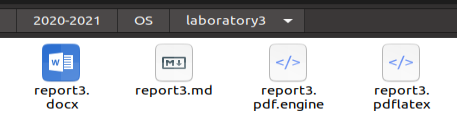 2020-2021 OS laboratory3
report3.docx
report3.md
report3.pdf.engine
report3.pdflatex